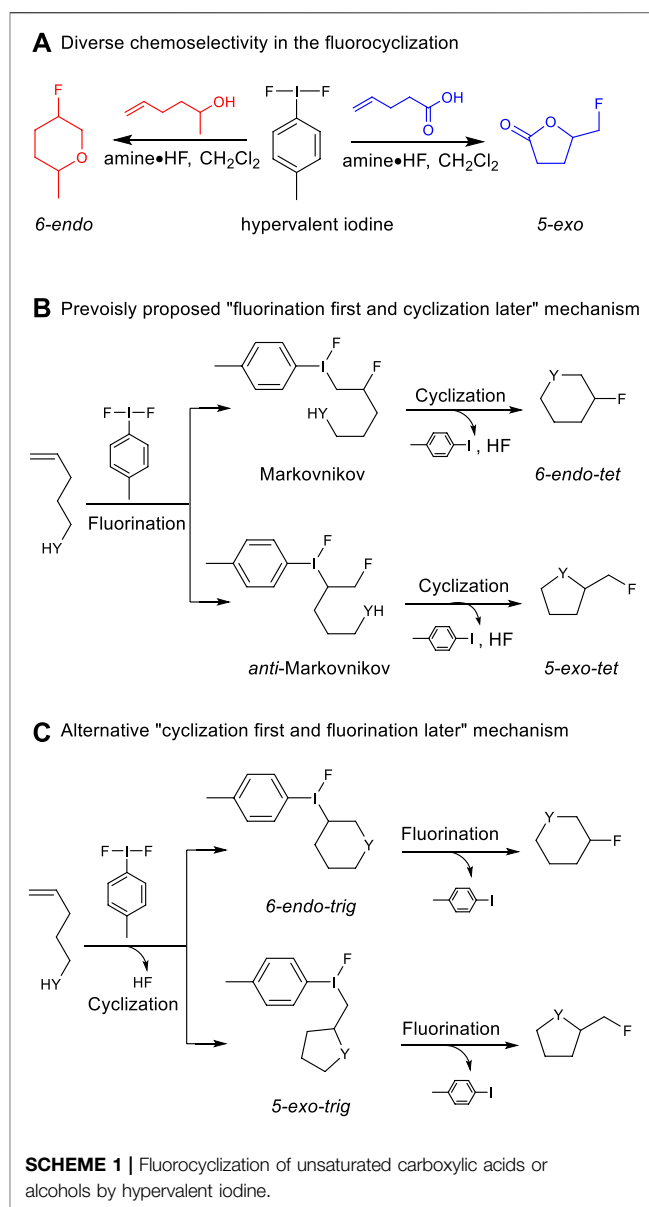 A Diverse chemoselectivity in the fluorocyclization
F
O
6-endo
OH
amine•HF, CH2Cl2
F I F
hypervalent iodine
OH
O
amine•HF, CH2Cl2
F
O
O
5-exo
B Prevoisly proposed "fluorination first and cyclization later" mechanism
HY
F I F
Fluorination
F
I
F
HY
Markovnikov
Cyclization
I , HF
Y
F
6-endo-tet
F
I
F
YH
anti-Markovnikov
Cyclization
I , HF
Y
F
5-exo-tet
C Alternative "cyclization first and fluorination later" mechanism
HY
F I F
HF
Cyclization
F
I
Y
6-endo-trig
Fluorination
I
Y
F
F
I
Y
5-exo-trig
Fluorination
I
Y
F
SCHEME 1 | Fluorocyclization of unsaturated carboxylic acids or
alcohols by hypervalent iodine.